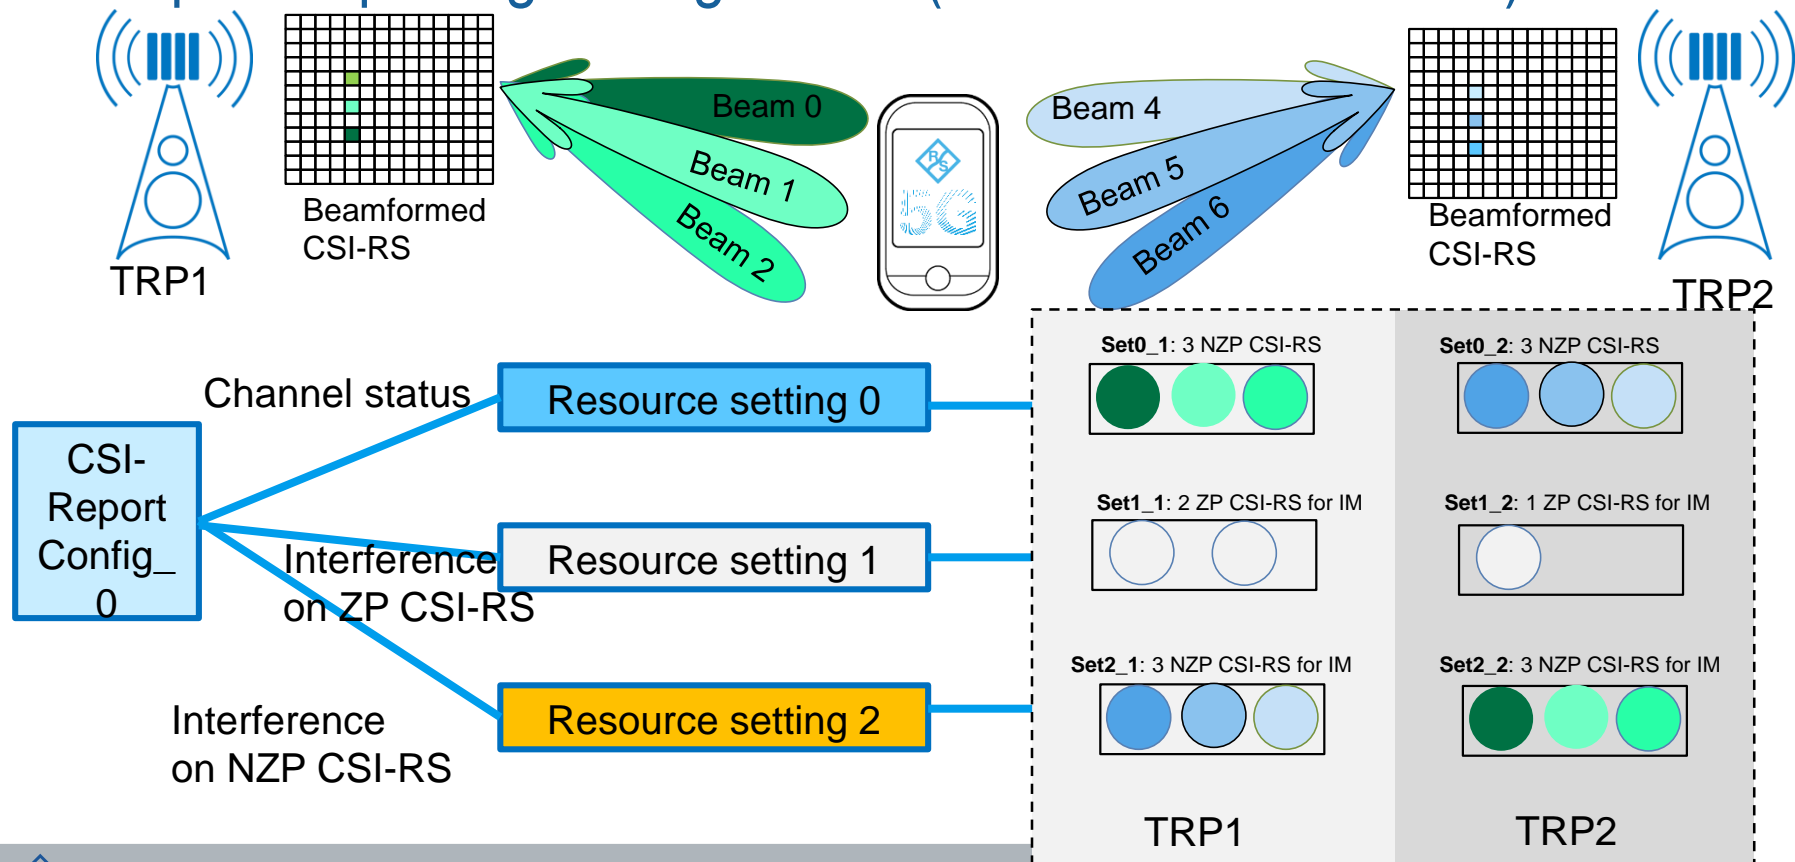 Beam 0
Beam 1
Beam 2
Beam 4
Beam 5
Beam 6
R
S
5G
Beamformed
CSI-RS
TRP1
Beamformed
CSI-RS
TRP2
CSI-
Report
Config_
0
Channel status
Interference
on ZP CSI-RS
Interference
on NZP CSI-RS
Resource setting 0
Resource setting 1
Resource setting 2
Set0_1: 3 NZP CSI-RS
Set0_2: 3 NZP CSI-RS
Set1_1: 2 ZP CSI-RS for IM
Set1_2: 1 ZP CSI-RS for IM
Set2_1: 3 NZP CSI-RS for IM
Set2_2: 3 NZP CSI-RS for IM
TRP1
TRP2